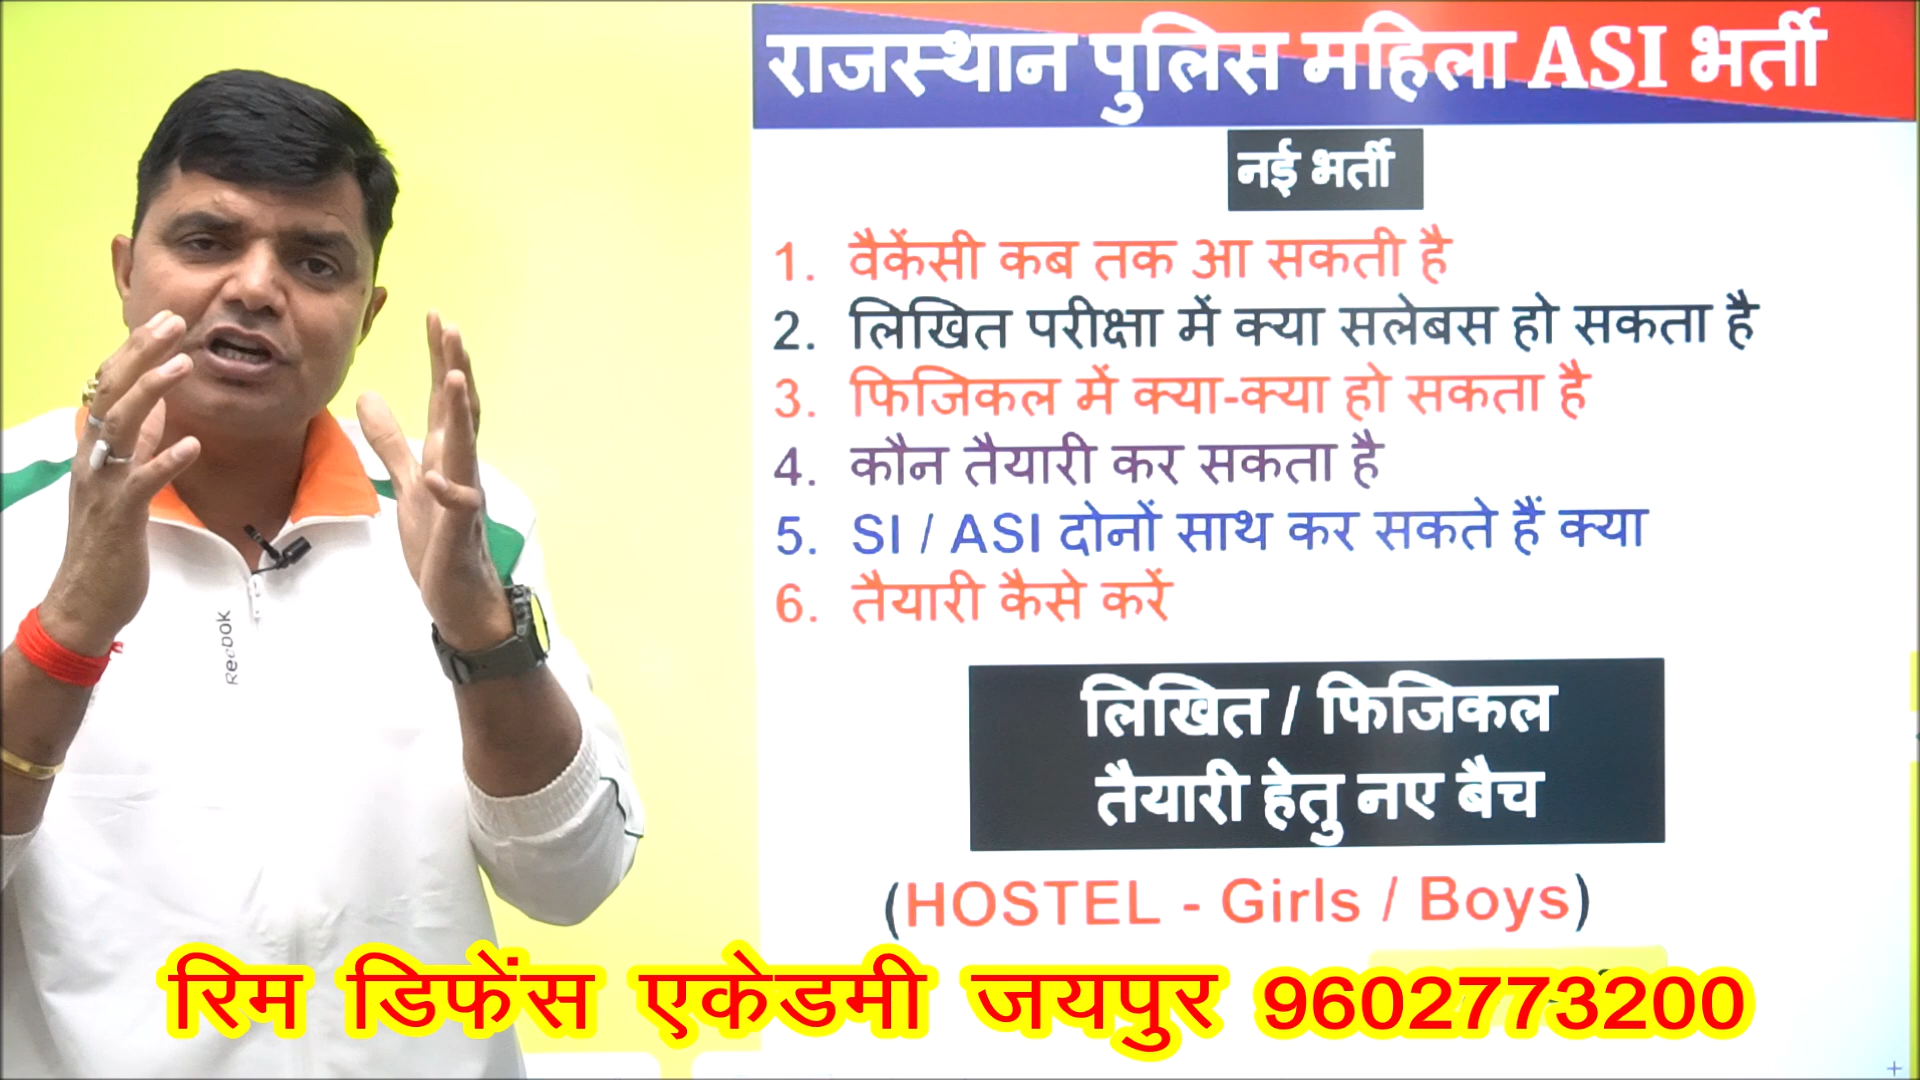 राजस्थान पुलिस महिला ASI भर्ती
नई भर्ती
1. वैकेंसी कब तक आ सकती है
2. लिखित परीक्षा में क्या सलेबस हो सकता है
3. फिजिकल में क्या-क्या हो सकता है
4. कौन तैयारी कर सकता है
5. SI / ASI दोनों साथ कर सकते हैं क्या
6. तैयारी कैसे करें
लिखित / फिजिकल
तैयारी हेतु नए बैच
(HOSTEL - Girls / Boys)
Reebok
रिम डिफेंस एकेडमी जयपुर 9602773200